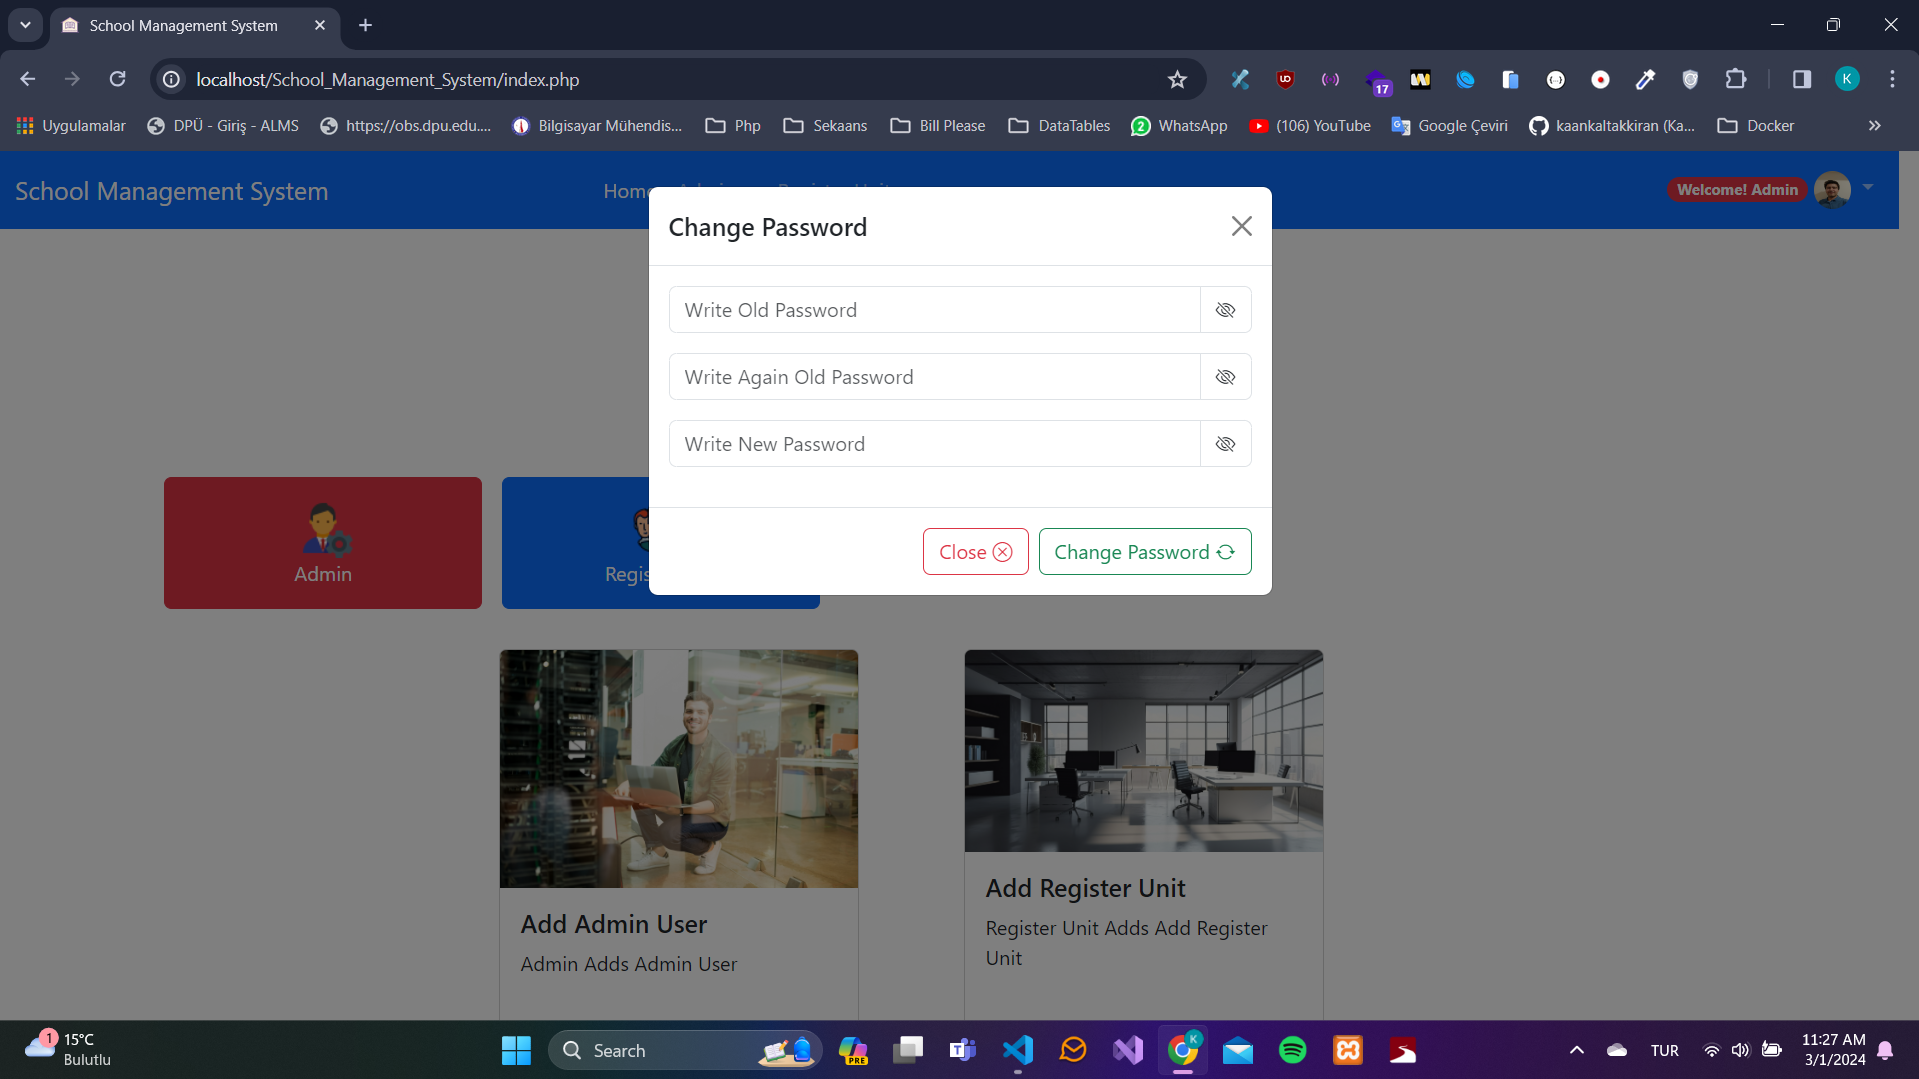 School Management System
localhost/School_Management_System/index.php
17
Uygulamalar
DPÜ - Giriş - ALMS
https://obs.dpu.edu....
Bilgisayar Mühendis...
Php
Sekaans
Bill Please
DataTables
WhatsApp
(106) YouTube
Google Çeviri
kaankaltakkiran (Ka...
Docker
School Management System
Home
Welcome! Admin
Change Password
Write Old Password
Write Again Old Password
Write New Password
Close
Change Password
Admin
Regis
Add Admin User
Admin Adds Admin User
Add Register Unit
Register Unit Adds Add Register
Unit
1
15°C
Bulutlu
Search
PRE
K
TUR
11:27 AM
3/1/2024